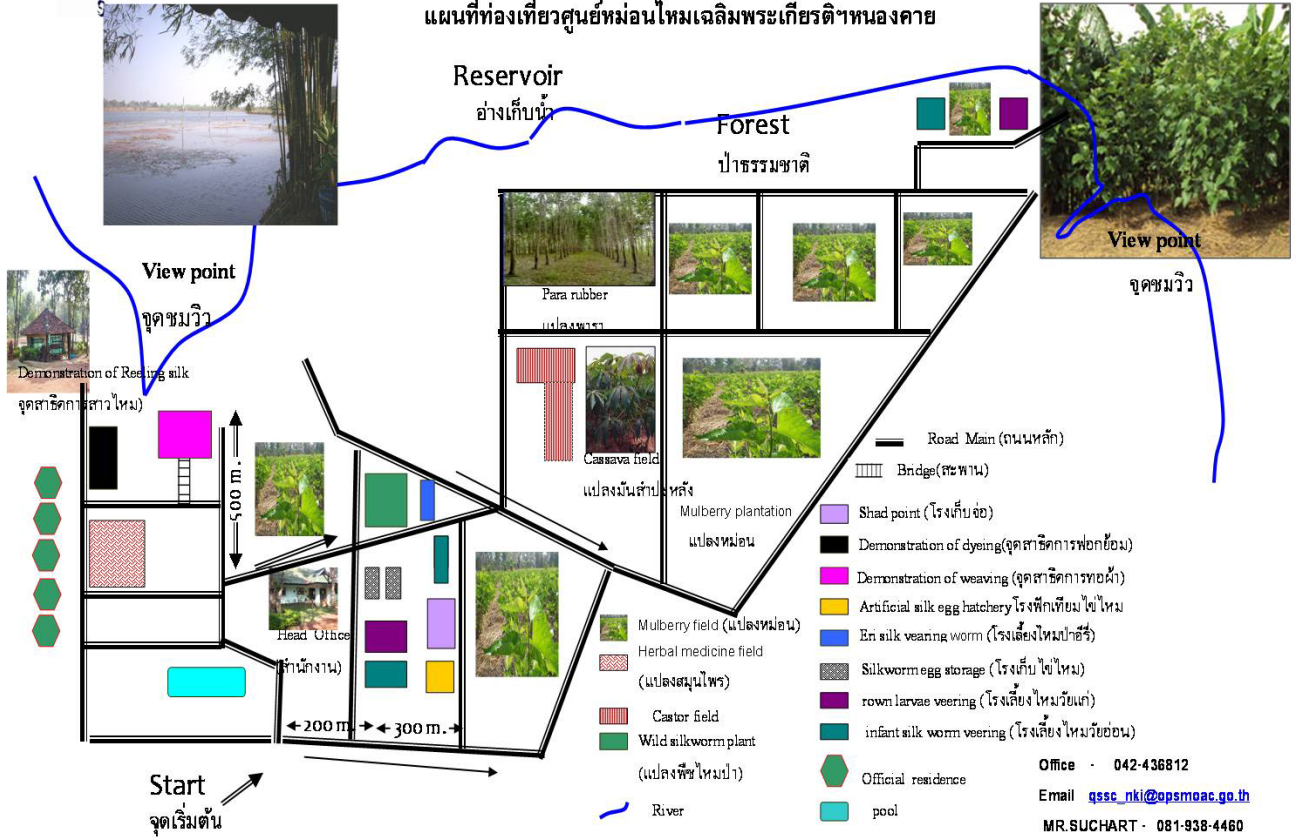 แผนที่ท่องเที่ยวศูนย์หม่อนไหมเฉลิมพระเกียรติฯหนองคาย
Reservoir
อ่างเก็บน้ำ
Forest
ป่าธรรมชาติ
View point
จุดชมวิว
View point
จุดชมวิว
Para rubber
แปลงพารา
Demonstration of Reeling silk
จุดสาธิตการสาวไหม)
500 m.
Cassava field
แปลงมันสำปะหลัง
Mulberry plantation
แปลงหม่อน
Head Office
(สำนักงาน)
200 m.
300 m.
Start
จุดเริ่มต้น
Road Main (ถนนหลัก)
Bridge(สะพาน)
Shad point (โรงเก็บจ่อ)
Demonstration of dyeing(จุดสาธิตการฟอกย้อม)
Demonstration of weaving (จุดสาธิตการทอผ้า)
Artificial silk egg hatchery โรงฟักเทียมไข่ไหม
Eri silk vearing worm (โรงเลี้ยงไหมป่าอีรี่)
Silkworm egg storage (โรงเก็บไข่ไหม)
rown larvae veering (โรงเลี้ยงไหมวัยแก่)
infant silk worm veering (โรงเลี้ยงไหมวัยอ่อน)
Official residence
pool
Mulberry field (แปลงหม่อน)
Herbal medicine field
(แปลงสมุนไพร)
Castor field
Wild silkworm plant
(แปลงพืชไหมป่า)
River
Office - 042-436812
Email qssc_nki@opsmoac.go.th
MR.SUCHART - 081-938-4460